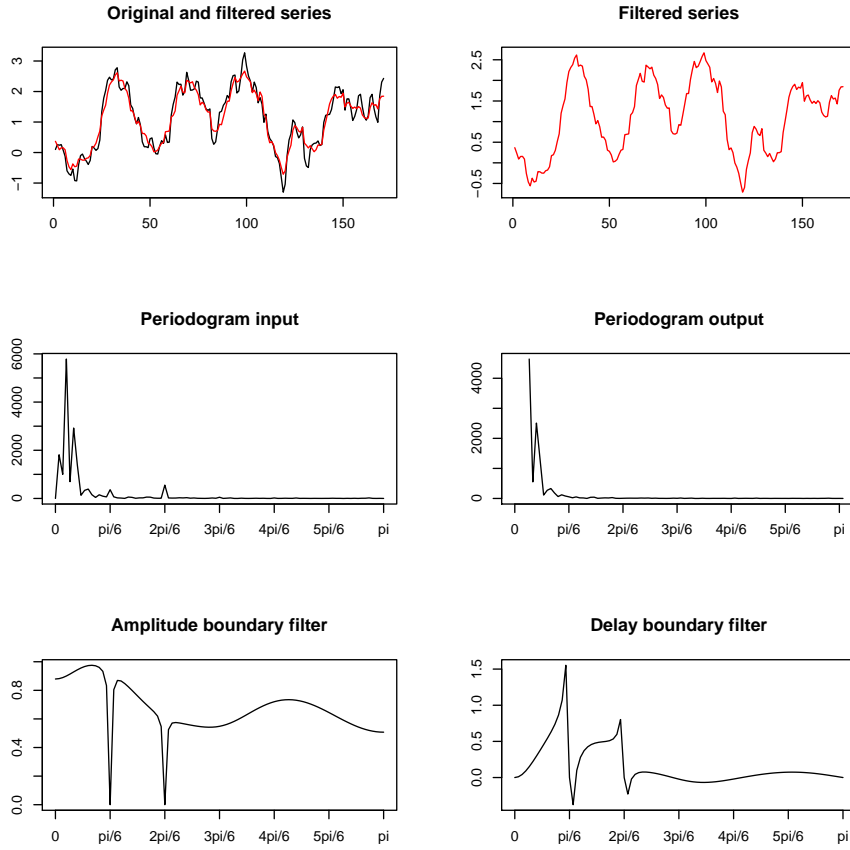 Original and filtered series
3
2
1
0
−1
0 50 100 150
Filtered series
2.5
1.5
0.5
−0.5
0 50 100 150
Periodogram input
6000
4000
2000
0
0 pi/6 2pi/6 3pi/6 4pi/6 5pi/6 pi
Periodogram output
4000
2000
0
0 pi/6 2pi/6 3pi/6 4pi/6 5pi/6 pi
Amplitude boundary filter
0.8
0.4
0.0
0 pi/6 2pi/6 3pi/6 4pi/6 5pi/6 pi
Delay boundary filter
1.5
1.0
0.5
0.0
0 pi/6 2pi/6 3pi/6 4pi/6 5pi/6 pi